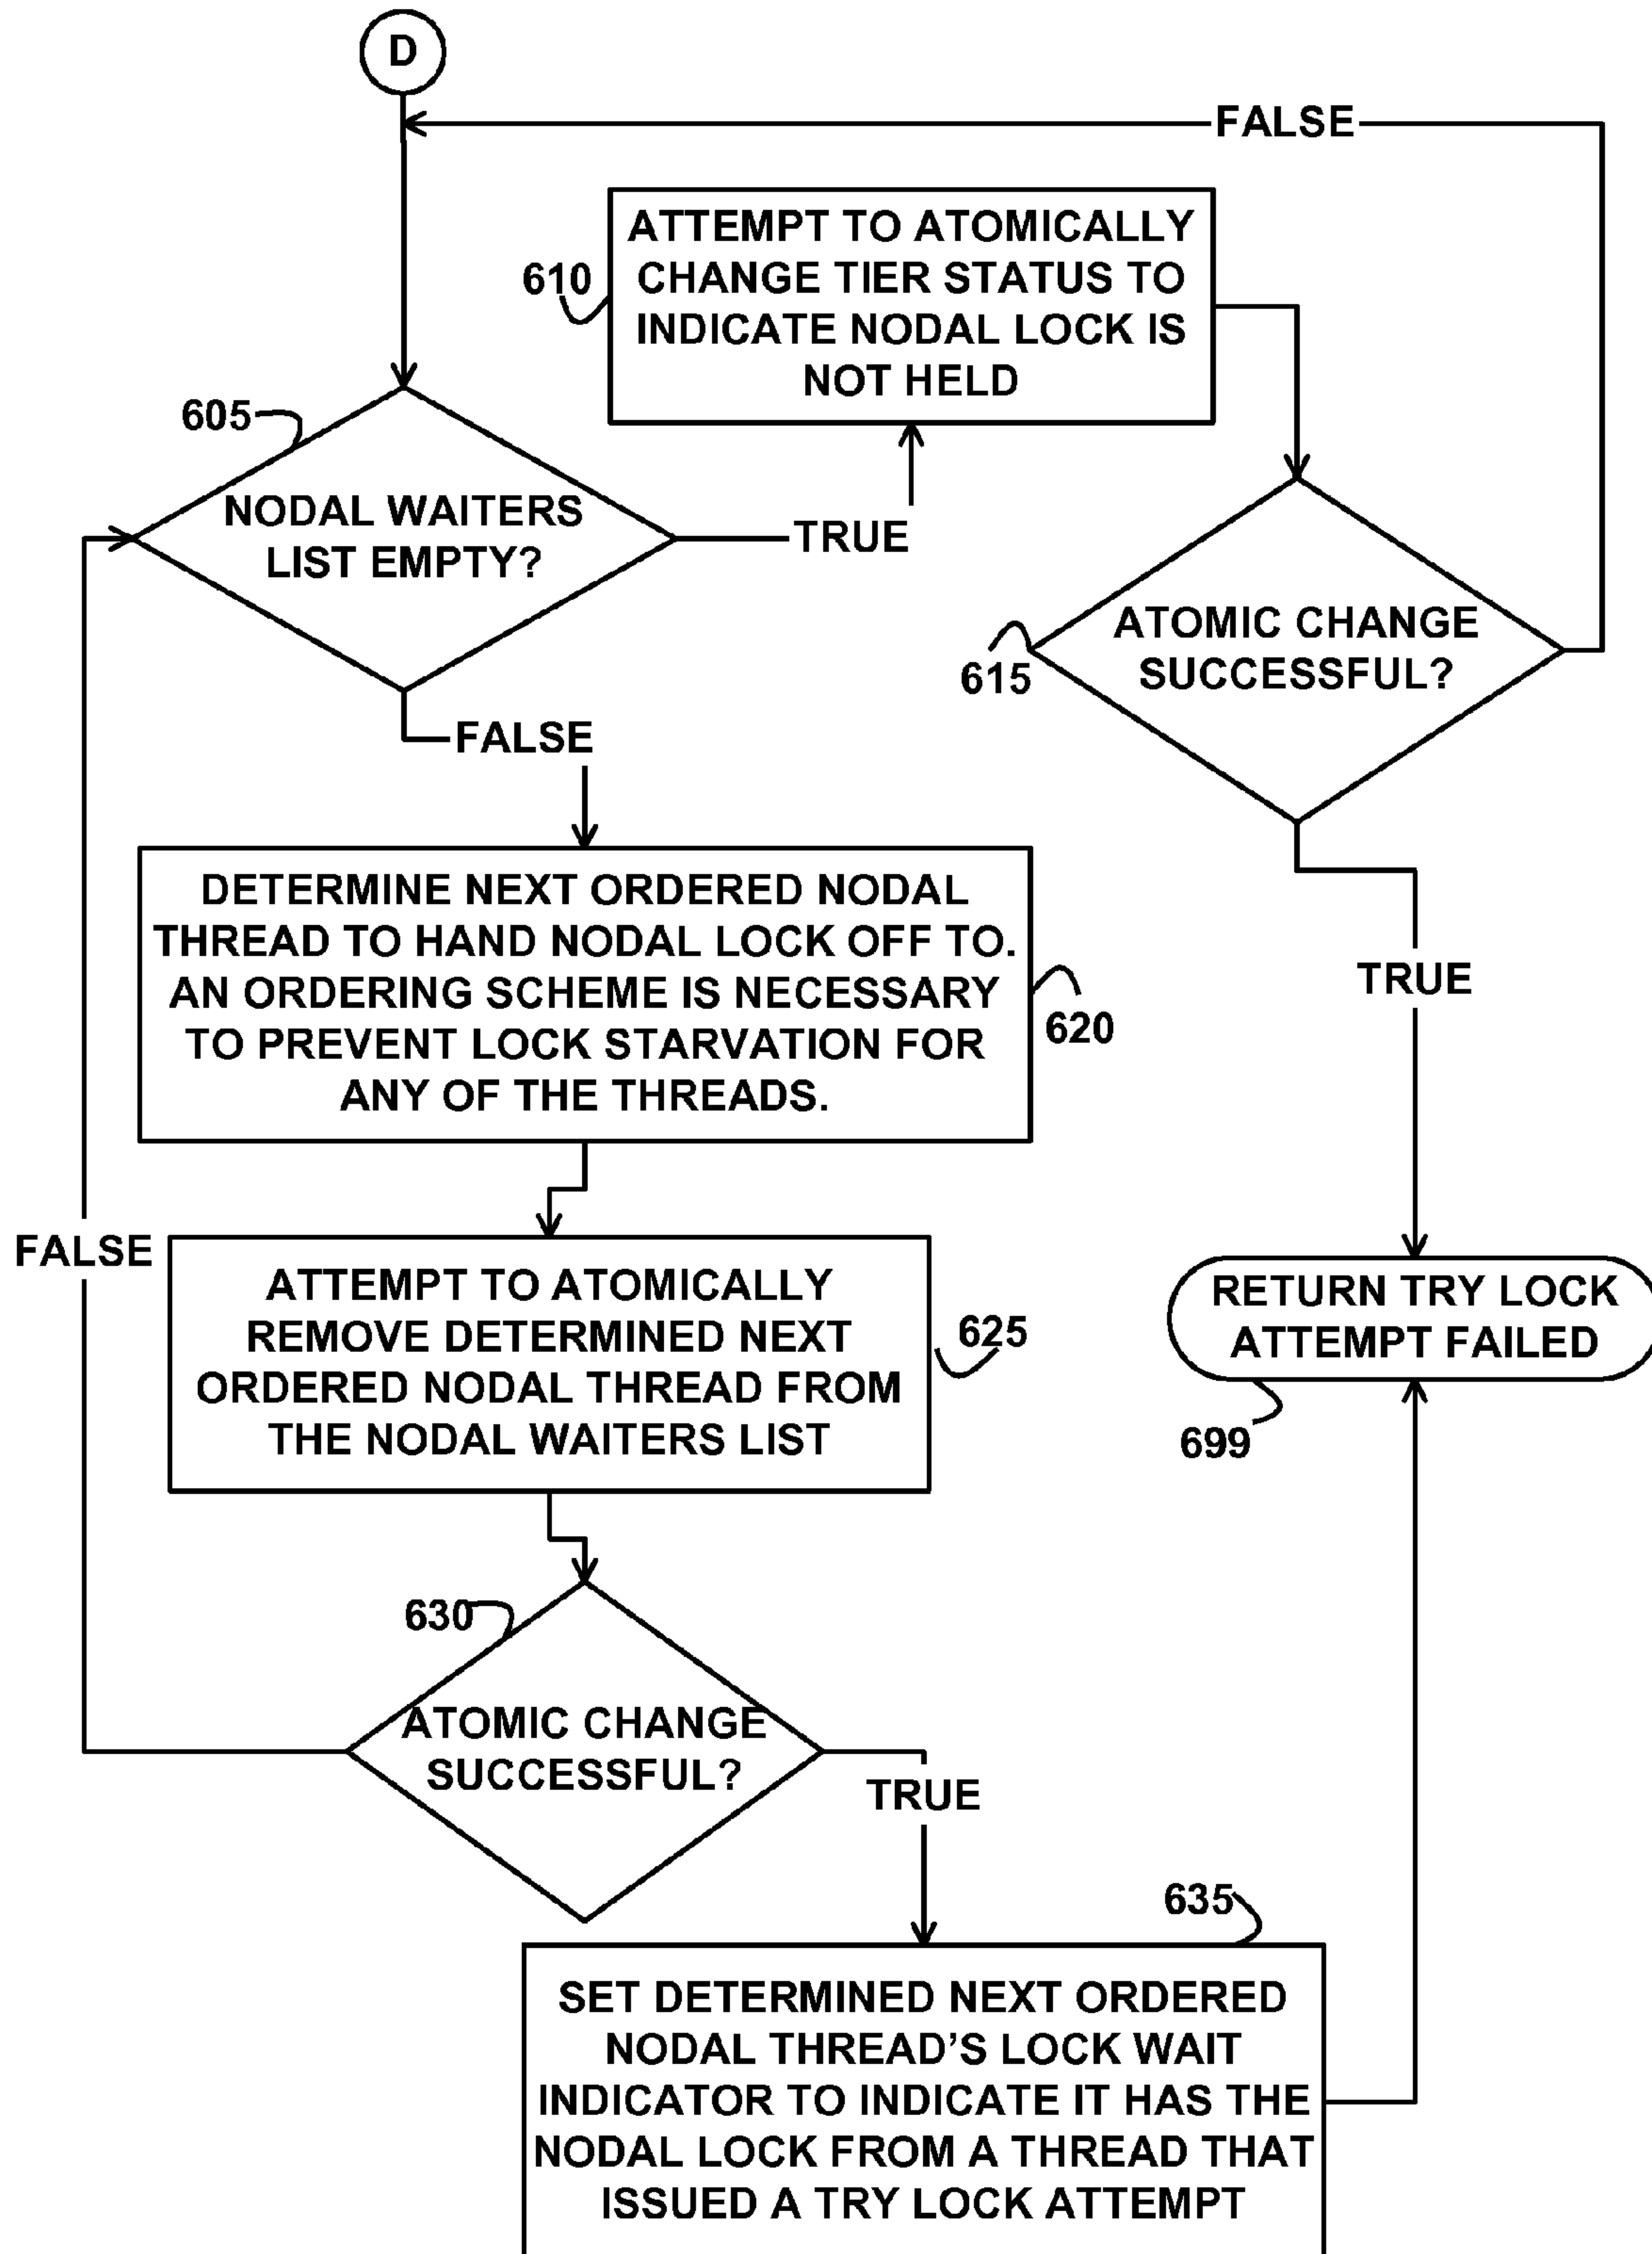 D
FALSE
ATTEMPT TO ATOMICALLY
CHANGE TIER STATUS TO
INDICATE NODAL LOCK IS
NOT HELD
610
605
NODAL WAITERS
LIST EMPTY?
TRUE
ATOMIC CHANGE
SUCCESSFUL?
615
FALSE
DETERMINE NEXT ORDERED NODAL
THREAD TO HAND NODAL LOCK OFF TO.
AN ORDERING SCHEME IS NECESSARY
TO PREVENT LOCK STARVATION FOR
ANY OF THE THREADS.
620
TRUE
FALSE
ATTEMPT TO ATOMICALLY
REMOVE DETERMINED NEXT
ORDERED NODAL THREAD FROM
THE NODAL WAITERS LIST
625
RETURN TRY LOCK
ATTEMPT FAILED
699
630
ATOMIC CHANGE
SUCCESSFUL?
TRUE
635
SET DETERMINED NEXT ORDERED
NODAL THREAD'S LOCK WAIT
INDICATOR TO INDICATE IT HAS THE
NODAL LOCK FROM A THREAD THAT
ISSUED A TRY LOCK ATTEMPT